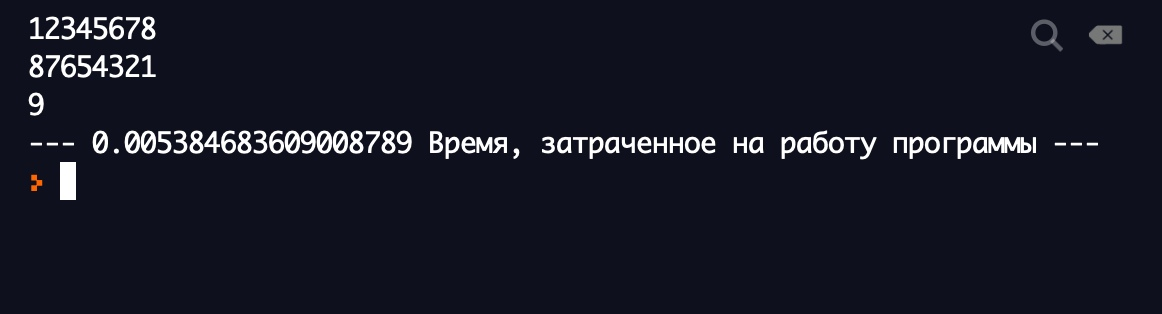 12345678
87654321
9
--- 0.005384683609008789 Время, затраченное на работу программы ---
>